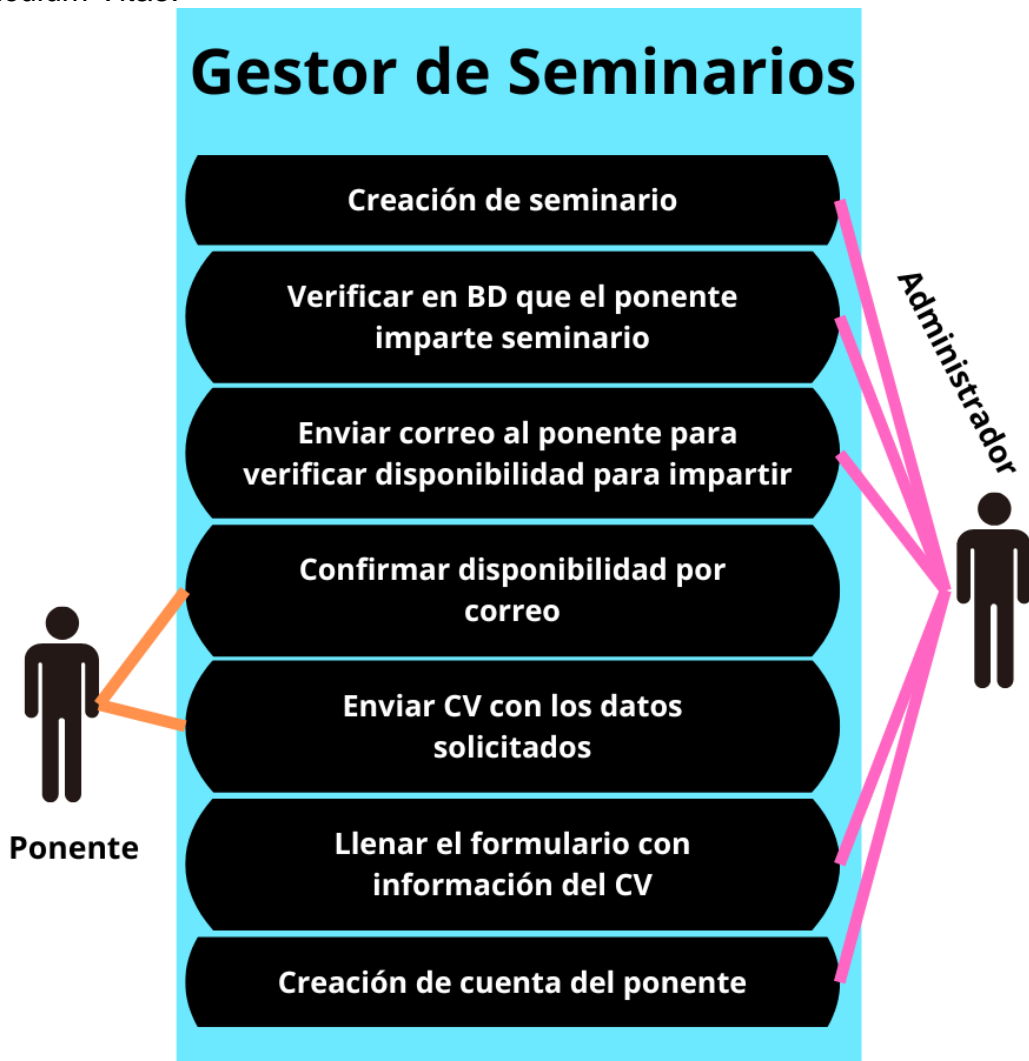 Gestor de Seminarios
Creación de seminario
Verificar en BD que el ponente
imparte seminario
Enviar correo al ponente para
verificar disponibilidad para impartir
Confirmar disponibilidad por
correo
Enviar CV con los datos
solicitados
Llenar el formulario con
información del CV
Creación de cuenta del ponente
Ponente
Administrador